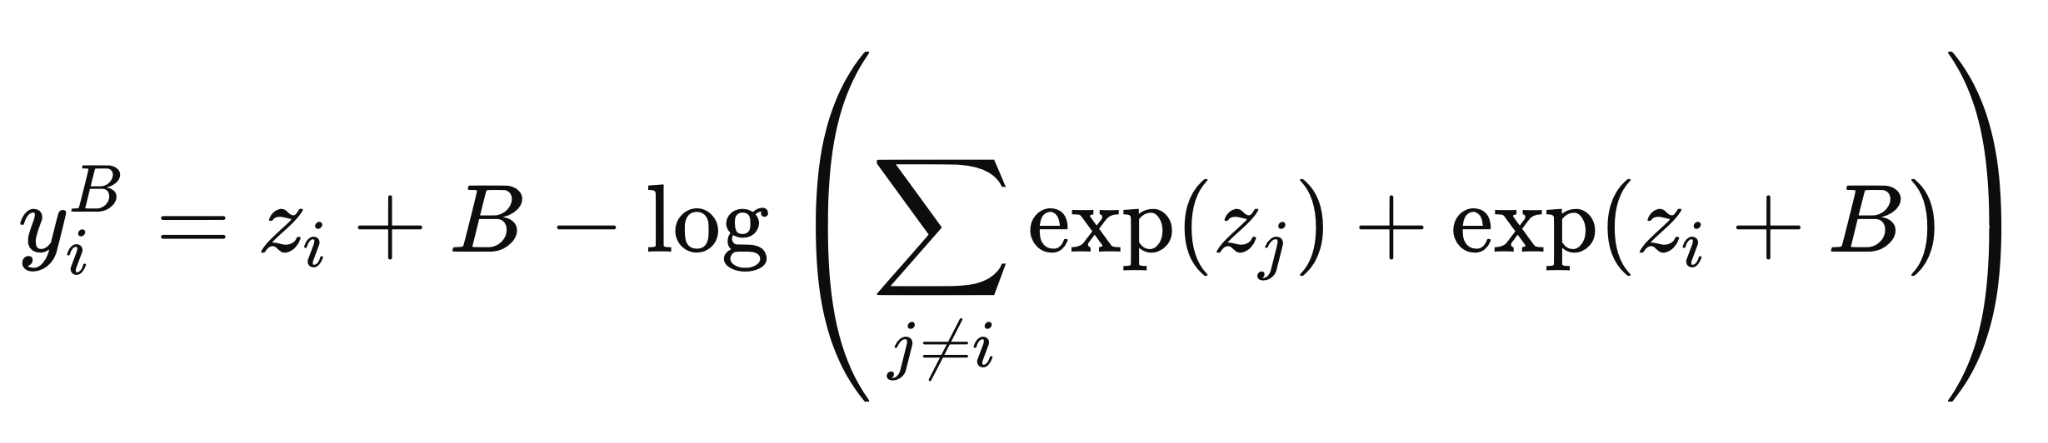 $y_i^B = z_i + B - \log\left(\sum_{j \neq i} \exp(z_j) + \exp(z_i + B)\right)$